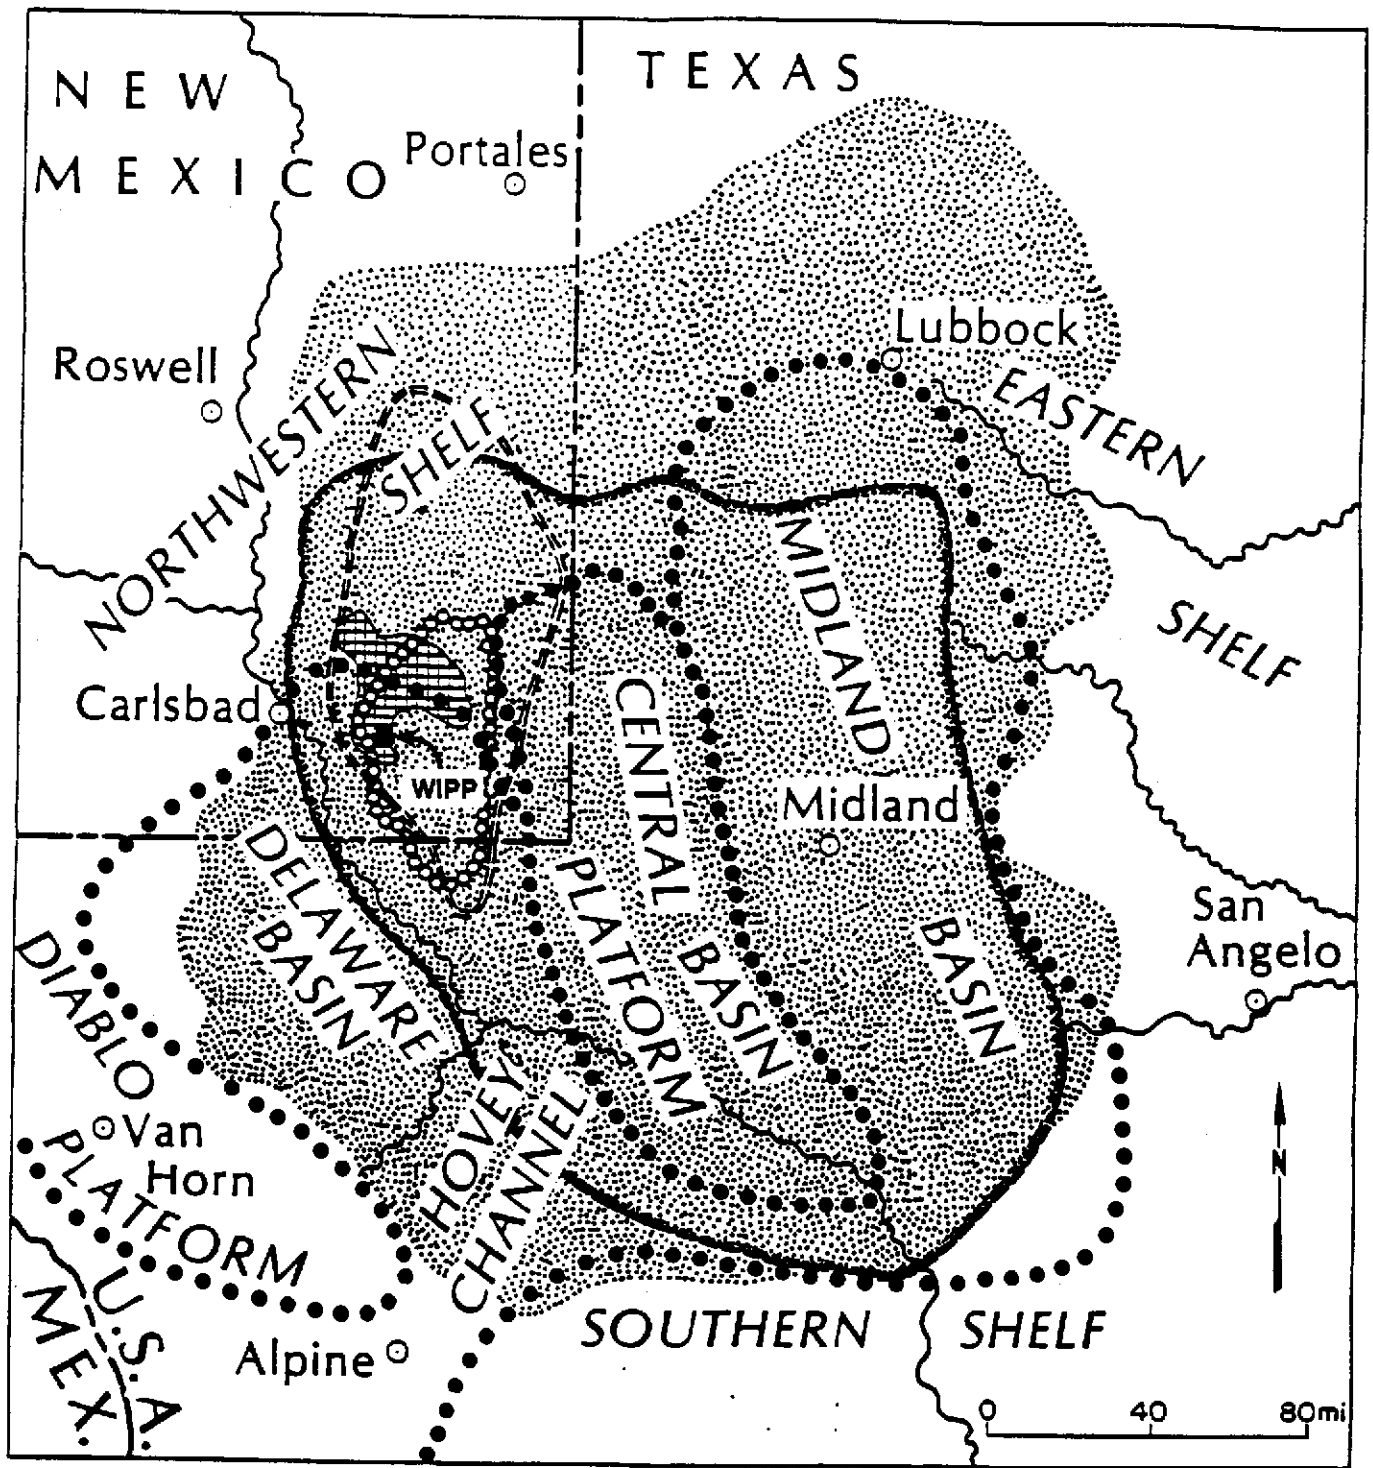 NEW
MEXICO
TEXAS
Portales
Lubbock
Roswell
NORTHWESTERN
SHELF
EASTERN
SHELF
MIDLAND
BASIN
Carlsbad
WIPP
CENTRAL BASIN
PLATFORM
Midland
DELAWARE
BASIN
San
Angelo
DIABLO
PLATFORM
Van
Horn
HOVEY
CHANNEL
N
U.S.A.
MEX.
Alpine
SOUTHERN SHELF
0 40 80mi